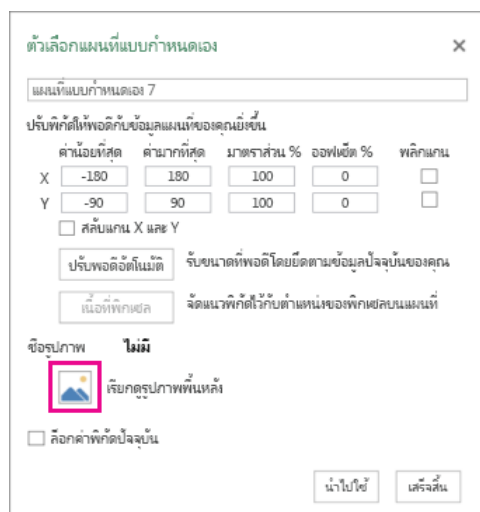 ตัวเลือกแผนที่แบบกำหนดเอง
แผนที่แบบกำหนดเอง 7
ปรับพิกัดให้พอดีกับข้อมูลแผนที่ของคุณยิ่งขึ้น
ค่าน้อยที่สุด ค่ามากที่สุด มาตราส่วน % ออฟเซ็ต % พลิกแกน
X -180 180 100 0
Y -90 90 100 0
สลับแกน X และ Y
ปรับพอดีอัตโนมัติ รับขนาดที่พอดีโดยยึดตามข้อมูลปัจจุบันของคุณ
เนื้อที่พิกเซล จัดแนวพิกัดไว้กับตำแหน่งของพิกเซลบนแผนที่
ชื่อรูปภาพ ไม่มี
เรียกดูรูปภาพพื้นหลัง
ล็อกค่าพิกัดปัจจุบัน
นำไปใช้ เสร็จสิ้น